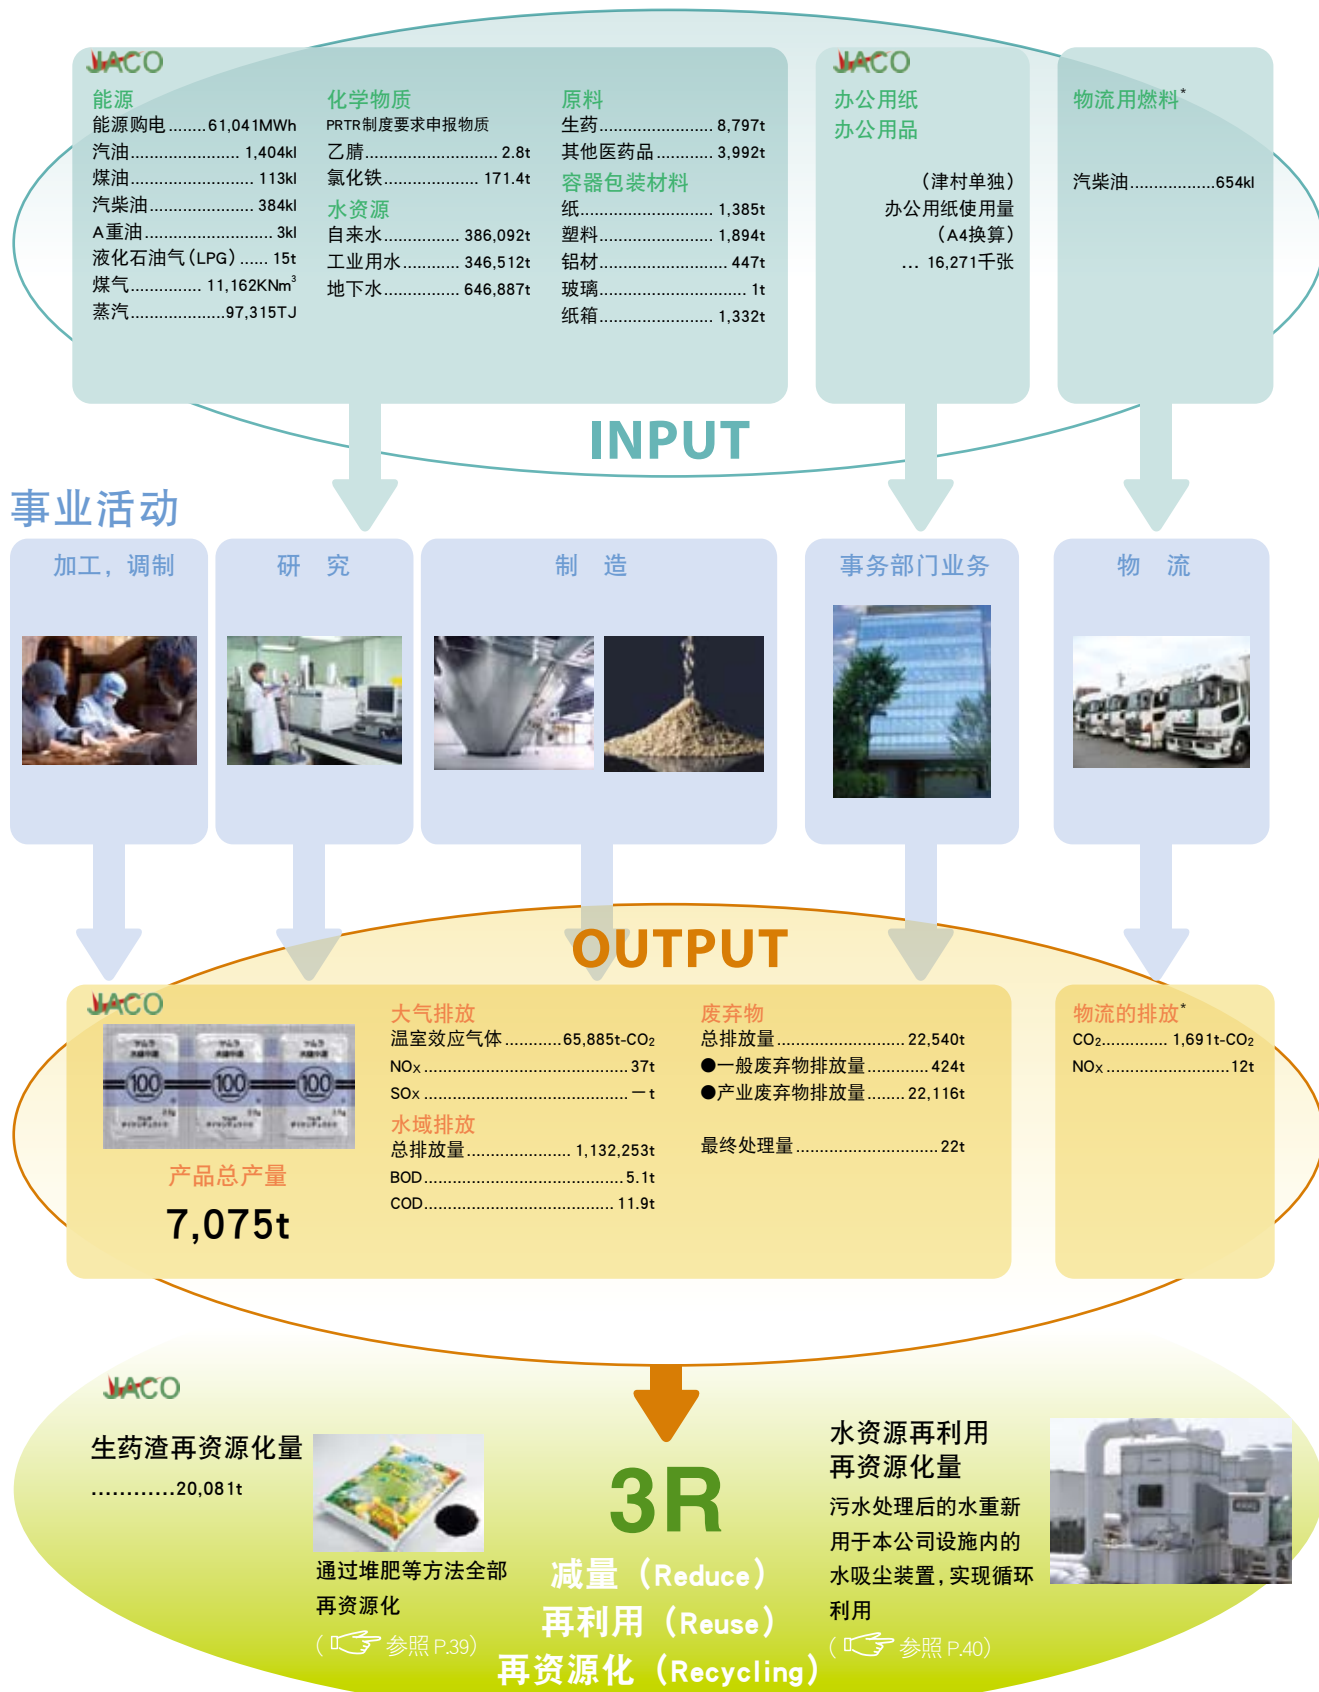 JACO
能源
能源购电........61,041MWh
汽油....................... 1,404kl
煤油.......................... 113kl
汽柴油....................... 384kl
A重油........................... 3kl
液化石油气(LPG)...... 15t
煤气............... 11,162KNm³
蒸汽....................97,315TJ
化学物质
PRTR制度要求申报物质
乙腈............................ 2.8t
氯化铁.................... 171.4t
水资源
自来水................ 386,092t
工业用水............ 346,512t
地下水................ 646,887t
原料
生药........................ 8,797t
其他医药品............ 3,992t
容器包装材料
纸............................ 1,385t
塑料........................ 1,894t
铝材........................... 447t
玻璃............................... 1t
纸箱........................ 1,332t
JACO
办公用纸
办公用品
(津村单独)
办公用纸使用量
(A4换算)
... 16,271千张
物流用燃料*
汽柴油..................654kl
INPUT
事业活动
加工，调制
研 究
制 造
事务部门业务
物 流
OUTPUT
JACO
100
100
100
产品总产量
7,075t
大气排放
温室效应气体............65,885t-CO₂
NOx........................................... 37t
SOx........................................... — t
水域排放
总排放量...................... 1,132,253t
BOD..........................................5.1t
COD........................................ 11.9t
废弃物
总排放量........................... 22,540t
●一般废弃物排放量............. 424t
●产业废弃物排放量........ 22,116t
最终处理量.............................. 22t
物流的排放*
CO₂.............. 1,691t-CO₂
NOx..........................12t
JACO
生药渣再资源化量
............20,081t
通过堆肥等方法全部
再资源化
(☞参照 P.39)
3R
减量（Reduce）
再利用（Reuse）
再资源化（Recycling）
水资源再利用
再资源化量
污水处理后的水重新
用于本公司设施内的
水吸尘装置，实现循环
利用
(☞参照 P.40)